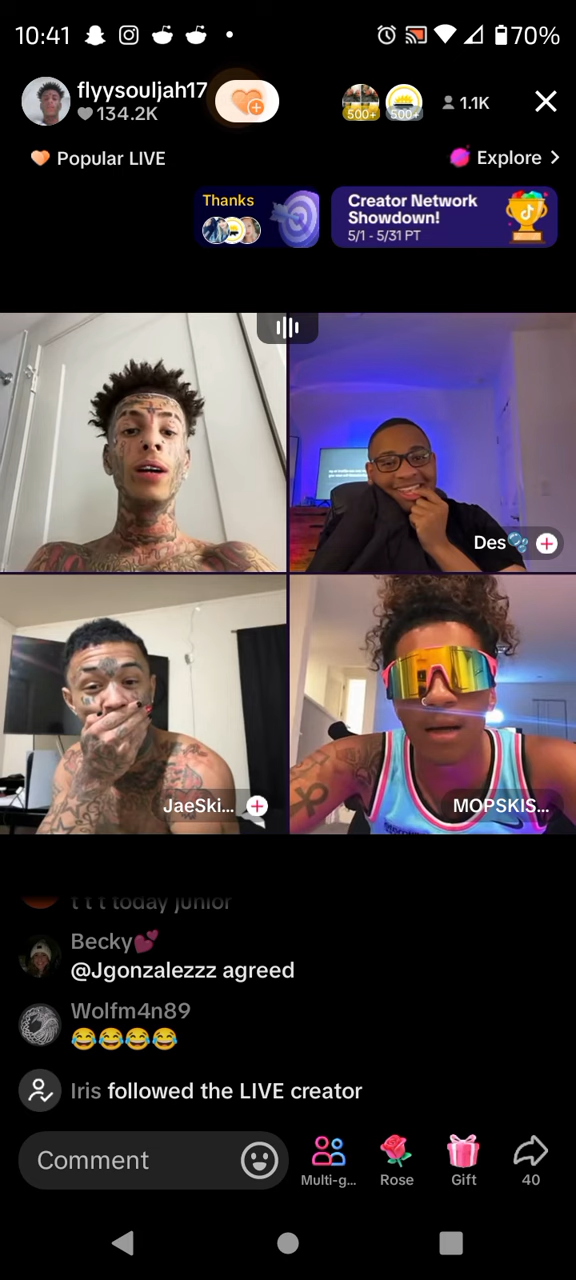 10:41
70%
flyysouljah17
134.2K
500+
500+
1.1K
Popular LIVE
Explore
Thanks
Creator Network
Showdown!
5/1 - 5/31 PT
Des
JaeSki...
MOPSKIS...
t t t today junior
Becky
@Jgonzalezzz agreed
Wolfm4n89
Iris followed the LIVE creator
Comment
Multi-g...
Rose
Gift
40